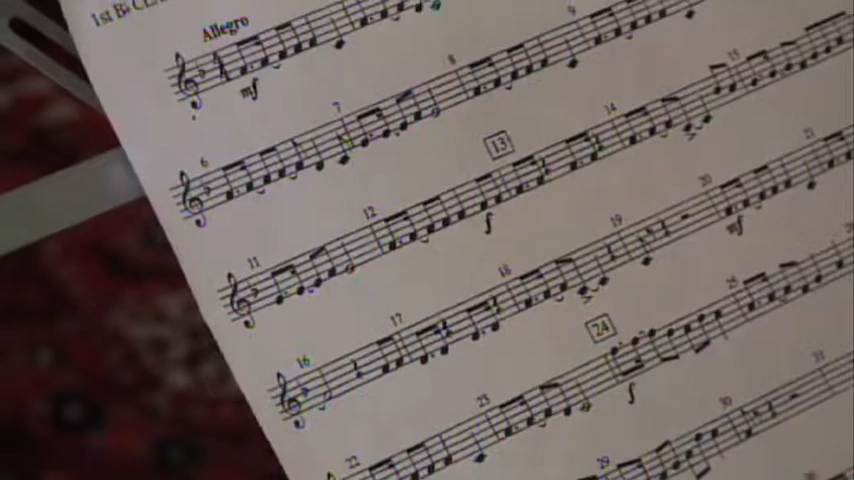 1st B♭ Cl
Allegro
mf
6 7 8 9
11 12 13 14 15
f
16 17 18 19 20 21
mf
22 23 24 25
f
29 30 31